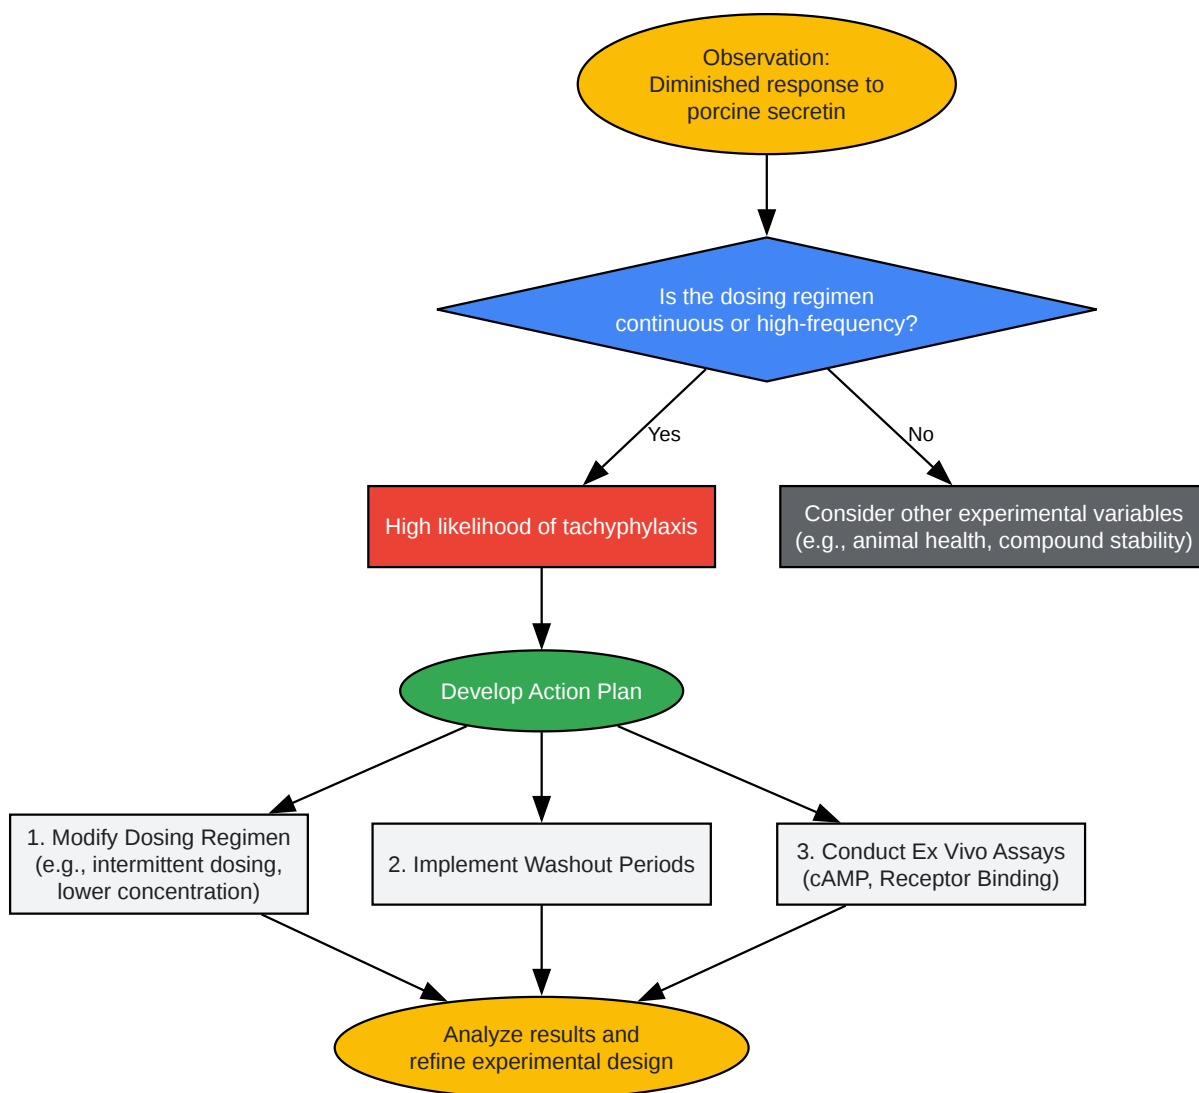 Observation:
Diminished response to
porcine secretin
Is the dosing regimen
continuous or high-frequency?
Yes
No
High likelihood of tachyphylaxis
Consider other experimental variables
(e.g., animal health, compound stability)
Develop Action Plan
1. Modify Dosing Regimen
(e.g., intermittent dosing,
lower concentration)
2. Implement Washout Periods
3. Conduct Ex Vivo Assays
(cAMP, Receptor Binding)
Analyze results and
refine experimental design